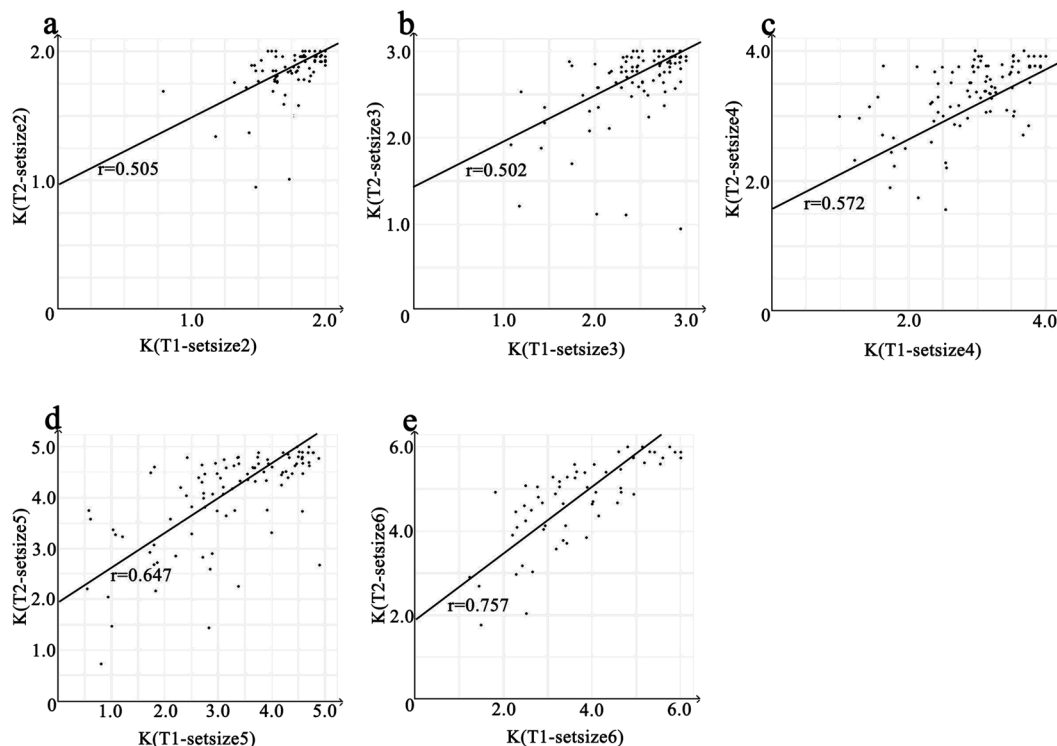 a
K(T2-setsize2)
2.0
1.0
0
r=0.505
1.0
2.0
K(T1-setsize2)
b
K(T2-setsize3)
3.0
2.0
1.0
0
r=0.502
0
1.0
2.0
3.0
K(T1-setsize3)
c
K(T2-setsize4)
4.0
2.0
0
r=0.572
2.0
4.0
K(T1-setsize4)
d
K(T2-setsize5)
5.0
4.0
3.0
2.0
1.0
0
r=0.647
0
1.0
2.0
3.0
4.0
5.0
K(T1-setsize5)
e
K(T2-setsize6)
6.0
4.0
2.0
0
r=0.757
0
2.0
4.0
6.0
K(T1-setsize6)